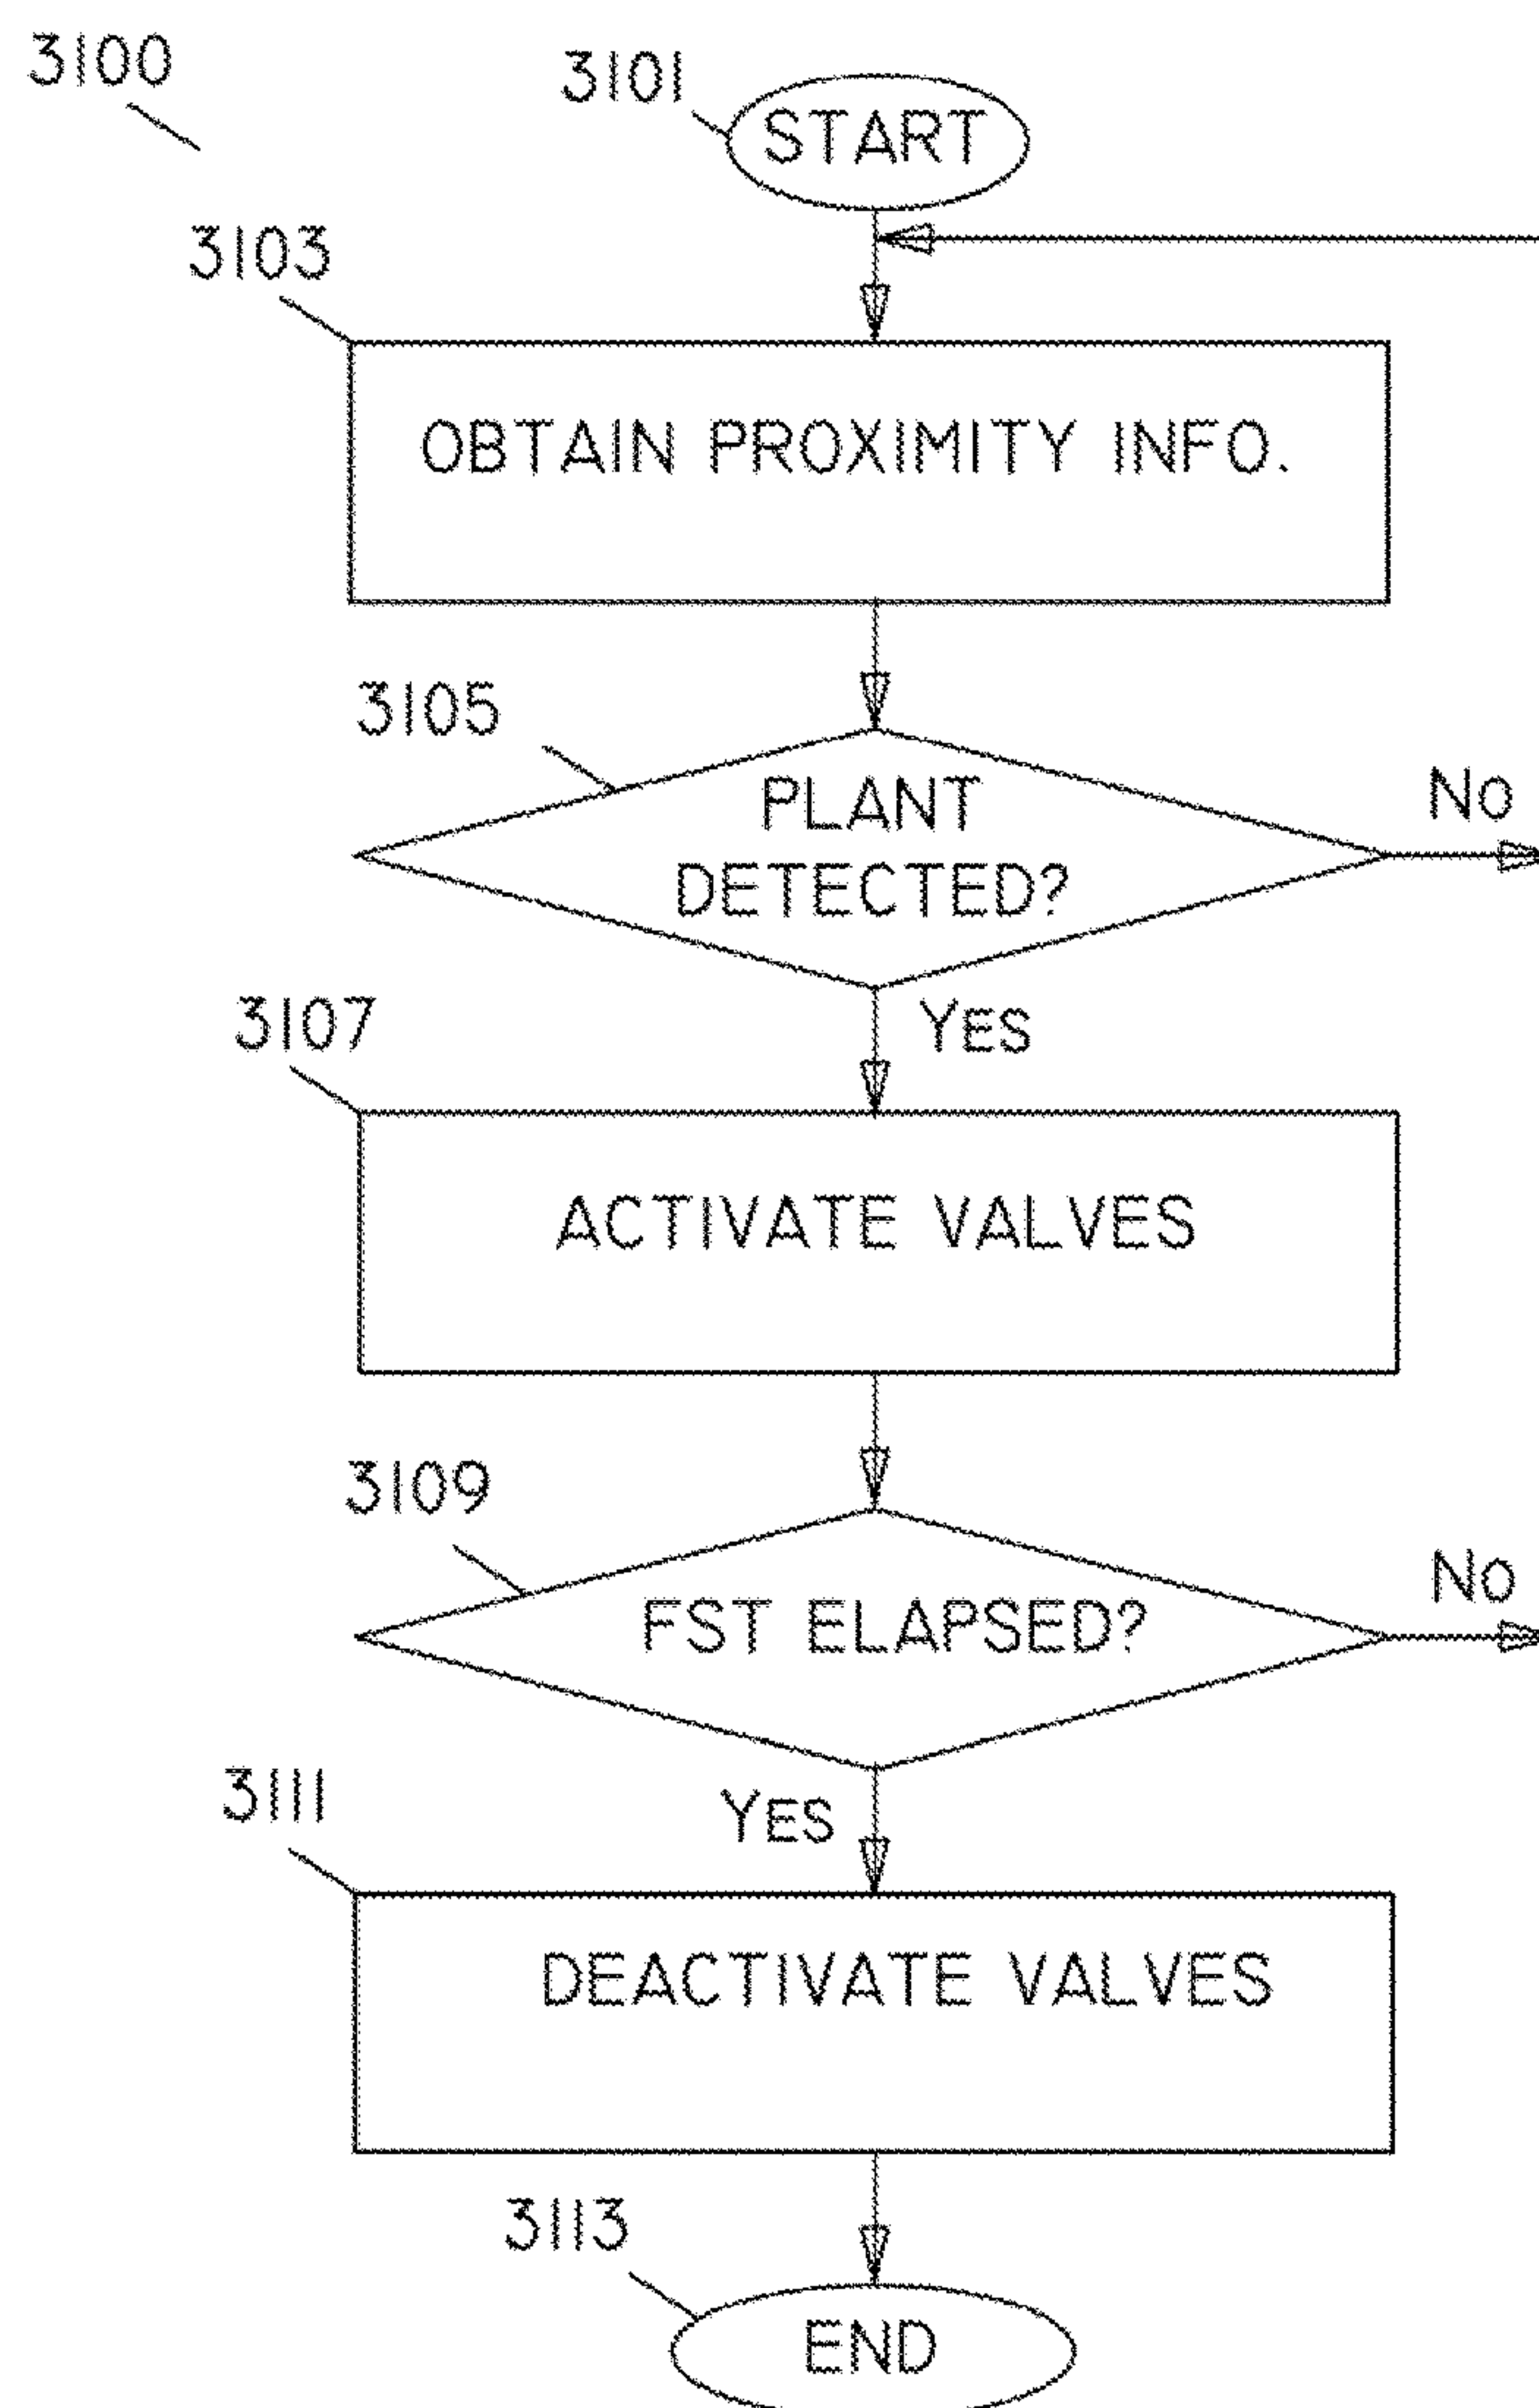 3100
3101
START
3103
OBTAIN PROXIMITY INFO.
3105
PLANT
DETECTED?
No
YES
3107
ACTIVATE VALVES
3109
FST ELAPSED?
No
YES
3111
DEACTIVATE VALVES
3113
END